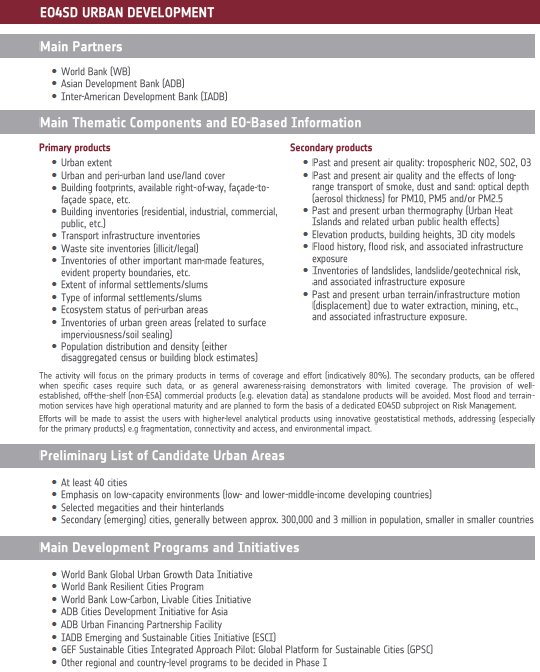 EO4SD URBAN DEVELOPMENT
Main Partners
• World Bank (WB)
• Asian Development Bank (ADB)
• Inter-American Development Bank (IADB)
Main Thematic Components and EO-Based Information
Primary products
• Urban extent
• Urban and peri-urban land use/land cover
• Building footprints, available right-of-way, façade-to-
façade space, etc.
• Building inventories (residential, industrial, commercial,
public, etc.)
• Transport infrastructure inventories
• Waste site inventories (illicit/legal)
• Inventories of other important man-made features,
evident property boundaries, etc.
• Extent of informal settlements/slums
• Type of informal settlements/slums
• Ecosystem status of peri-urban areas
• Inventories of urban green areas (related to surface
imperviousness/soil sealing)
• Population distribution and density (either
disaggregated census or building block estimates)
Secondary products
• Past and present air quality: tropospheric NO2, SO2, O3
• Past and present air quality and the effects of long-
range transport of smoke, dust and sand: optical depth
(aerosol thickness) for PM10, PM5 and/or PM2.5
• Past and present urban thermography (Urban Heat
Islands and related urban public health effects)
• Elevation products, building heights, 3D city models
• Flood history, flood risk, and associated infrastructure
exposure
• Inventories of landslides, landslide/geotechnical risk,
and associated infrastructure exposure
• Past and present urban terrain/infrastructure motion
(displacement) due to water extraction, mining, etc.,
and associated infrastructure exposure.
The activity will focus on the primary products in terms of coverage and effort (indicatively 80%). The secondary products, can be offered
when specific cases require such data, or as general awareness-raising demonstrators with limited coverage. The provision of well-
established, off-the-shelf (non-ESA) commercial products (e.g. elevation data) as standalone products will be avoided. Most flood and terrain-
motion services have high operational maturity and are planned to form the basis of a dedicated EO4SD subproject on Risk Management.
Efforts will be made to assist the users with higher-level analytical products using innovative geostatistical methods, addressing (especially
for the primary products) e.g fragmentation, connectivity and access, and environmental impact.
Preliminary List of Candidate Urban Areas
• At least 40 cities
• Emphasis on low-capacity environments (low- and lower-middle-income developing countries)
• Selected megacities and their hinterlands
• Secondary (emerging) cities, generally between approx. 300,000 and 3 million in population, smaller in smaller countries
Main Development Programs and Initiatives
• World Bank Global Urban Growth Data Initiative
• World Bank Resilient Cities Program
• World Bank Low-Carbon, Livable Cities Initiative
• ADB Cities Development Initiative for Asia
• ADB Urban Financing Partnership Facility
• IADB Emerging and Sustainable Cities Initiative (ESCI)
• GEF Sustainable Cities Integrated Approach Pilot: Global Platform for Sustainable Cities (GPSC)
• Other regional and country-level programs to be decided in Phase I